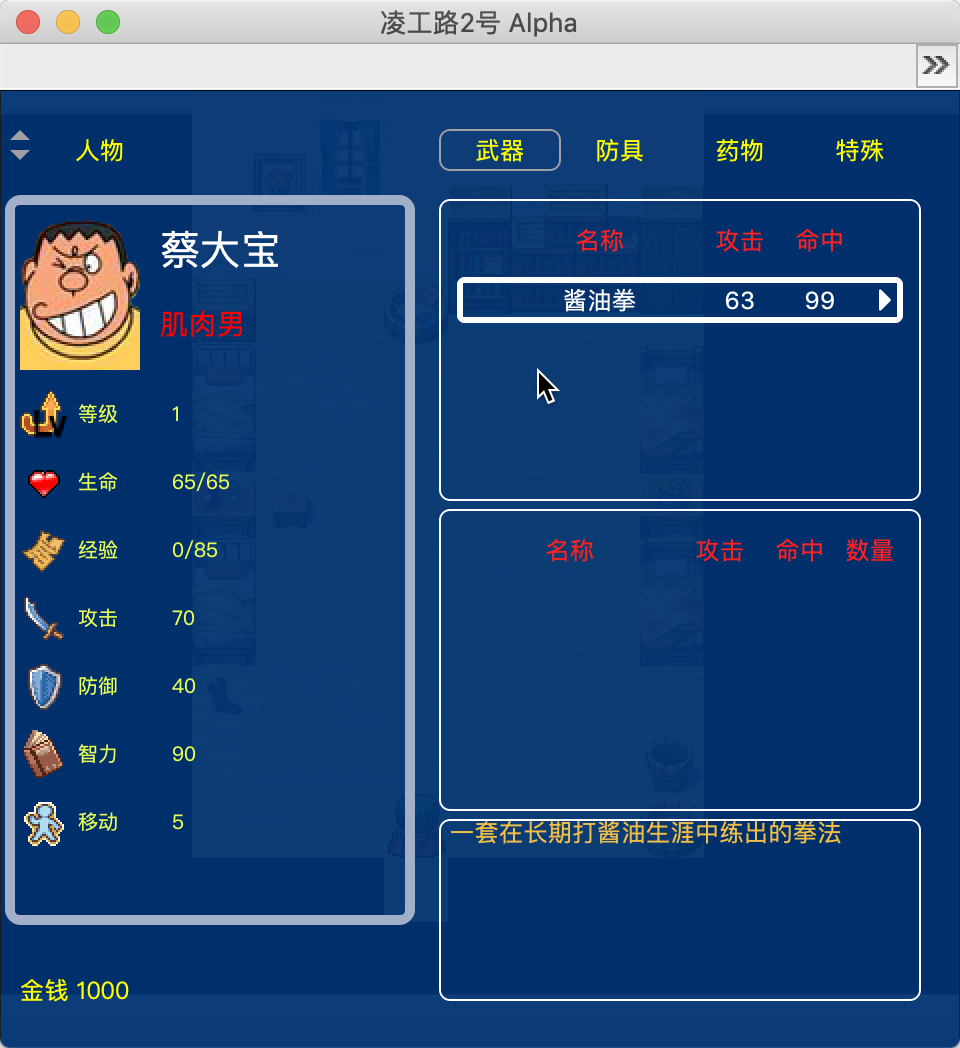 凌工路2号 Alpha
人物
武器 防具 药物 特殊
蔡大宝
肌肉男
等级 1
生命 65/65
经验 0/85
攻击 70
防御 40
智力 90
移动 5
金钱 1000
名称 攻击 命中
酱油拳 63 99
名称 攻击 命中 数量
一套在长期打酱油生涯中练出的拳法